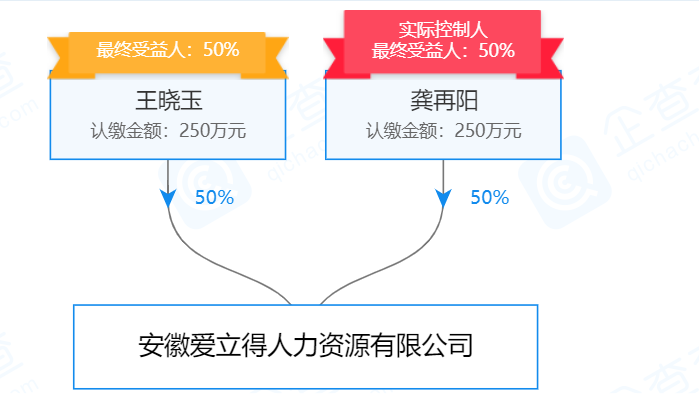 最终受益人：50%
实际控制人
最终受益人：50%
王晓玉
认缴金额：250万元
龚再阳
认缴金额：250万元
50%
50%
安徽爱立得人力资源有限公司